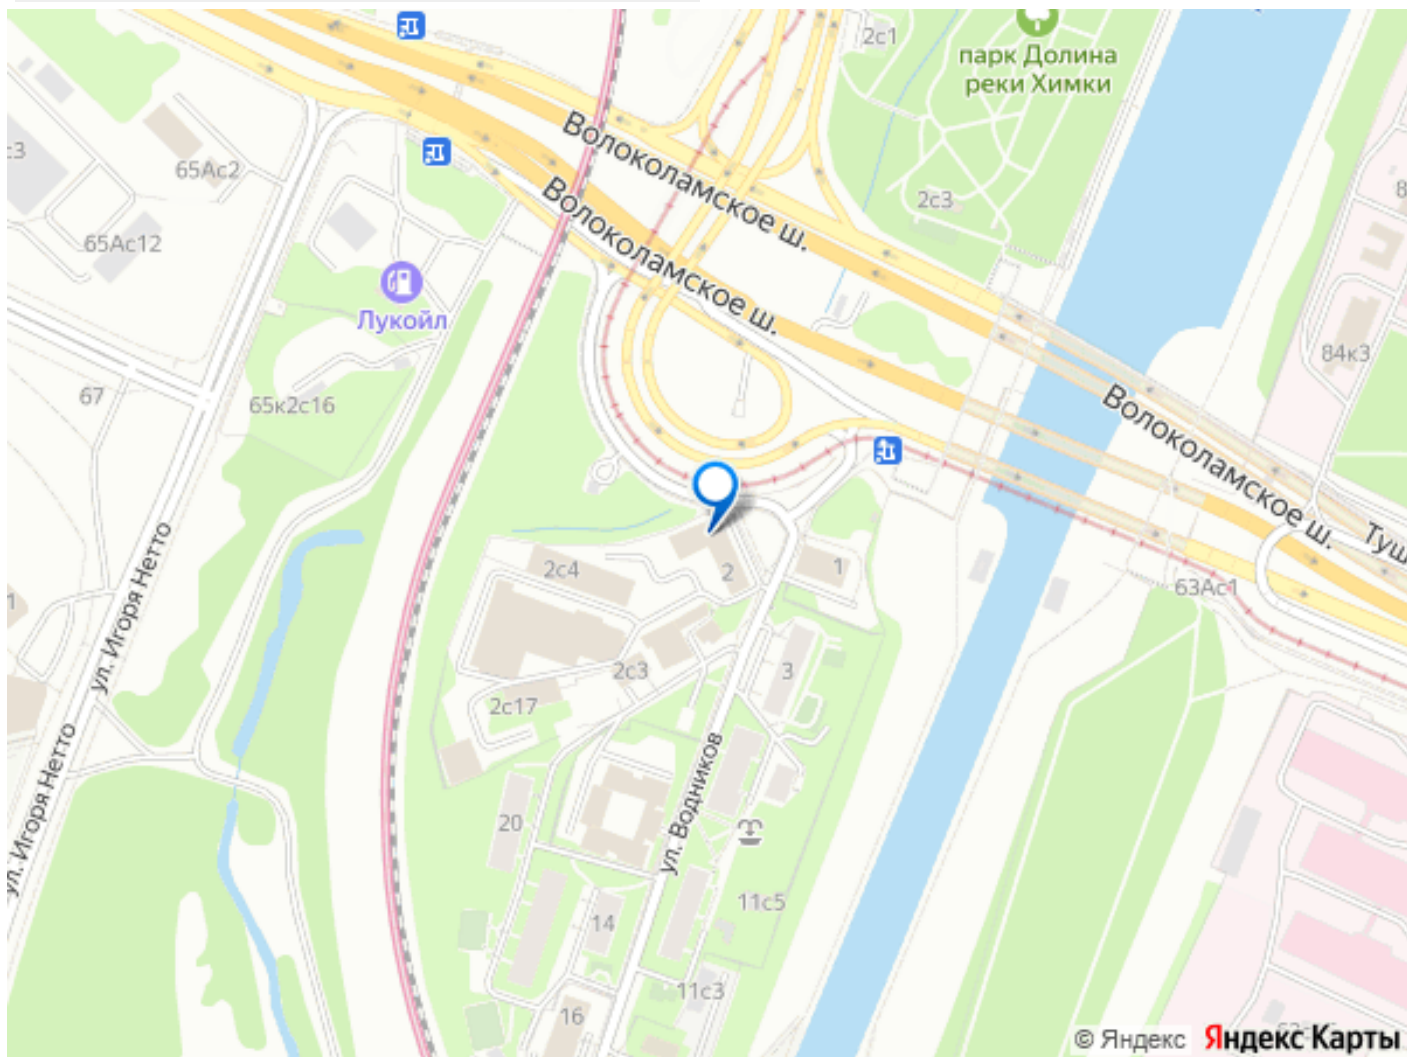 2с1
парк Долина
реки Химки
Волоколамское ш.
с3
65Ас2
Волоколамское ш.
2с3
65Ас12
Лукойл
84к3
67
65к2с16
Волоколамское ш.
Туш
2с4
2
1
63Ас1
ул. Игоря Нетто
2с3
3
2с17
ул. Игоря Нетто
ул. Водников
20
11с5
14
11с3
16
© Яндекс
Яндекс Карты